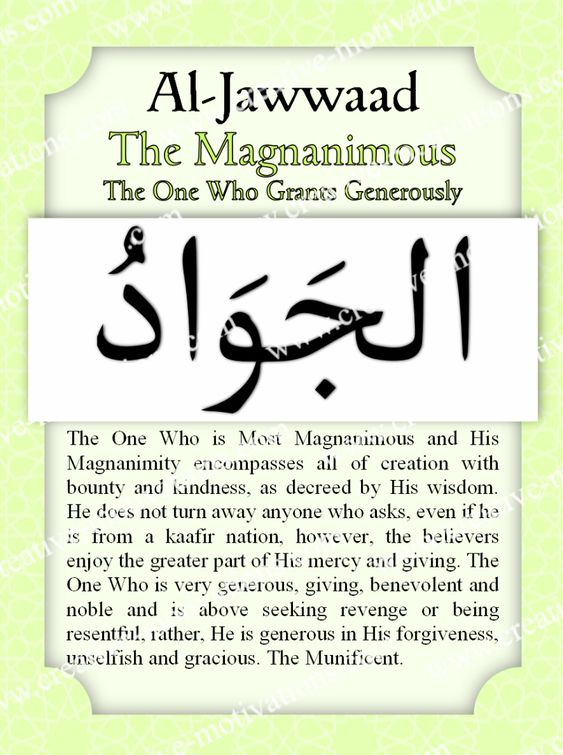 Al-Jawwaad
The Magnanimous
The One Who Grants Generously
الجَوَادُ
The One Who is Most Magnanimous and His
Magnanimity encompasses all of creation with
bounty and kindness, as decreed by His wisdom.
He does not turn away anyone who asks, even if he
is from a kaafir nation, however, the believers
enjoy the greater part of His mercy and giving. The
One Who is very generous, giving, benevolent and
noble and is above seeking revenge or being
resentful, rather, He is generous in His forgiveness,
unselfish and gracious. The Munificent.
www.creative-motivations.com